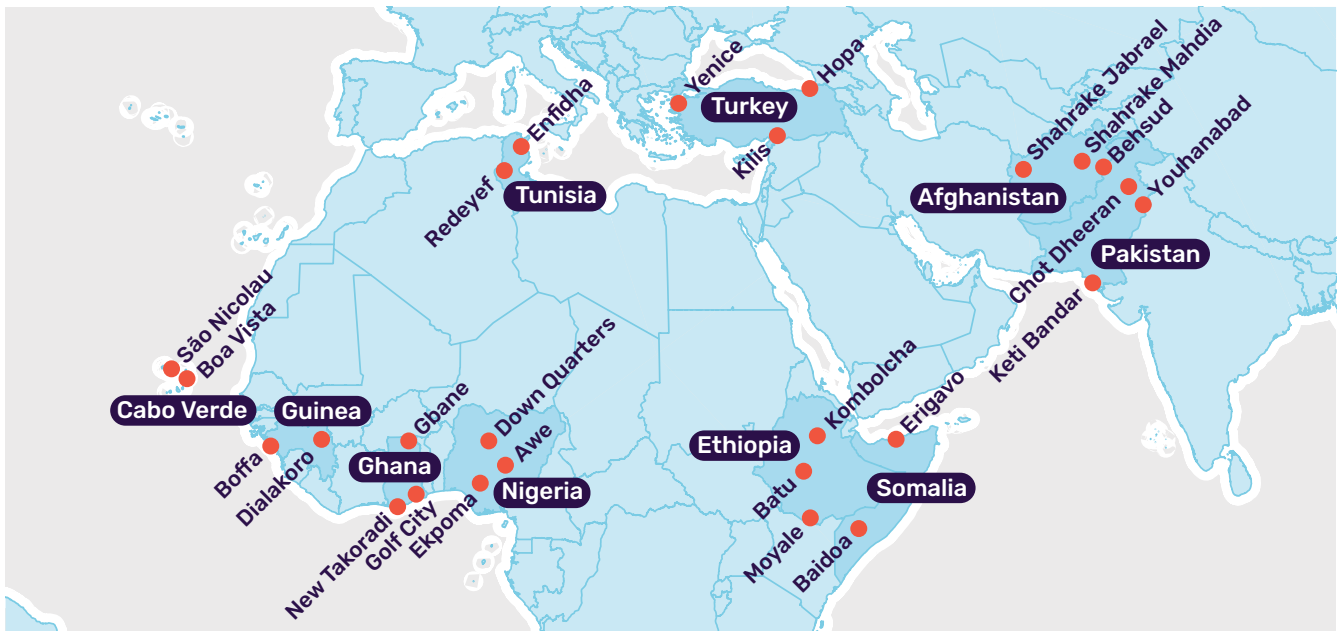 Yenice
Hopa
Turkey
Kilis
Enfidha
Redeyef
Tunisia
Shahrake Jabrael
Shahrake Mahdia
Behsud
Youhanabad
Afghanistan
Chot Dheeran
Pakistan
Keti Bandar
São Nicolau
Boa Vista
Cabo Verde
Guinea
Boffa
Dialakoro
Gbane
Ghana
New Takoradi
Golf City
Down Quarters
Awe
Ekpoma
Nigeria
Kombolcha
Ethiopia
Batu
Moyale
Erigavo
Somalia
Baidoa